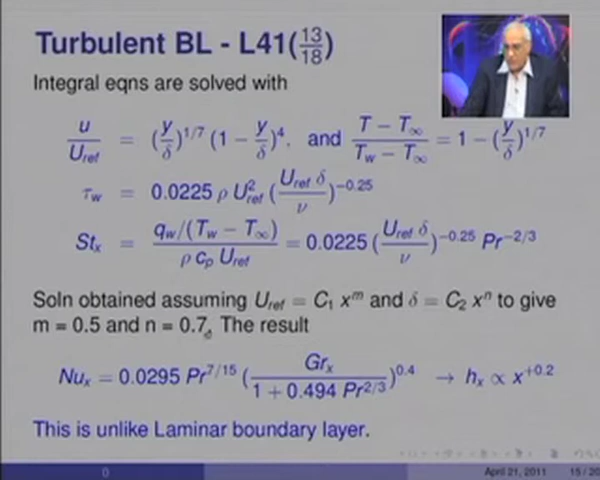 Turbulent BL - L41(13/18)
Integral eqns are solved with
u/U_ref = (y/δ)^1/7 (1 − y/δ)^4. and (T − T_∞)/(T_w − T_∞) = 1 − (y/δ)^1/7
τ_w = 0.0225 ρ U_ref^2 (U_ref δ/ν)^−0.25
St_x = (q_w/(T_w − T_∞))/(ρ c_p U_ref) = 0.0225 (U_ref δ/ν)^−0.25 Pr^−2/3
Soln obtained assuming U_ref = C_1 x^m and δ = C_2 x^n to give
m = 0.5 and n = 0.7. The result
Nu_x = 0.0295 Pr^7/15 (Gr_x/(1 + 0.494 Pr^2/3))^0.4 → h_x ∝ x^+0.2
This is unlike Laminar boundary layer.
0
April 21, 2011
15 / 20